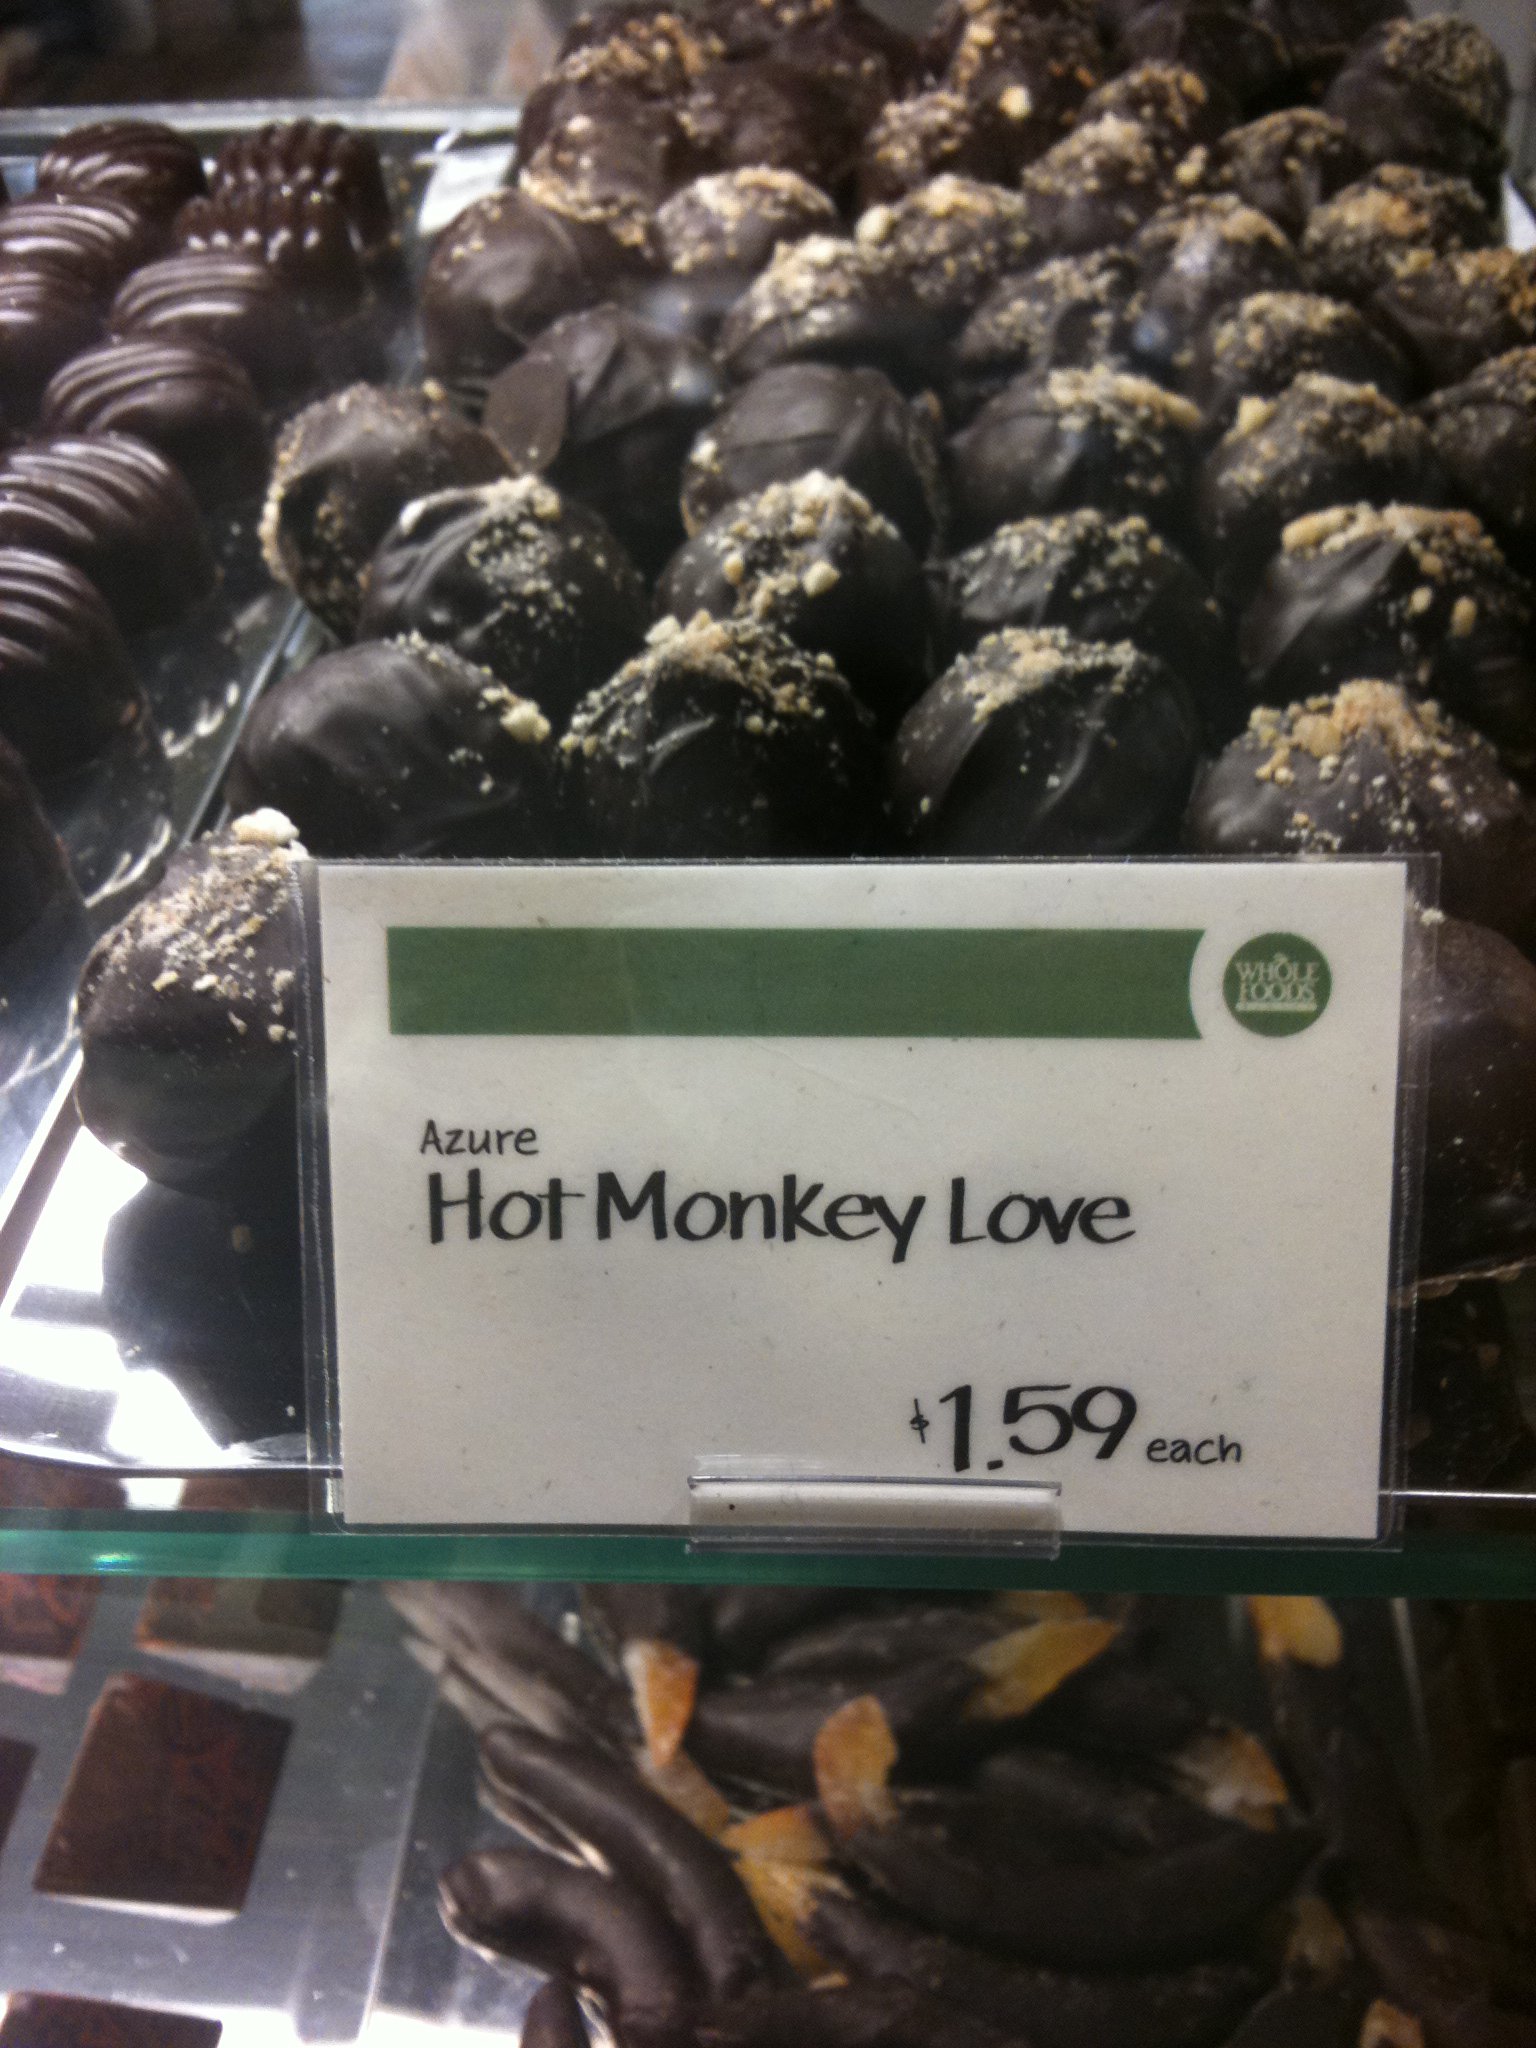 WHOLE
FOODS
Azure
Hot Monkey Love
$1.59 each